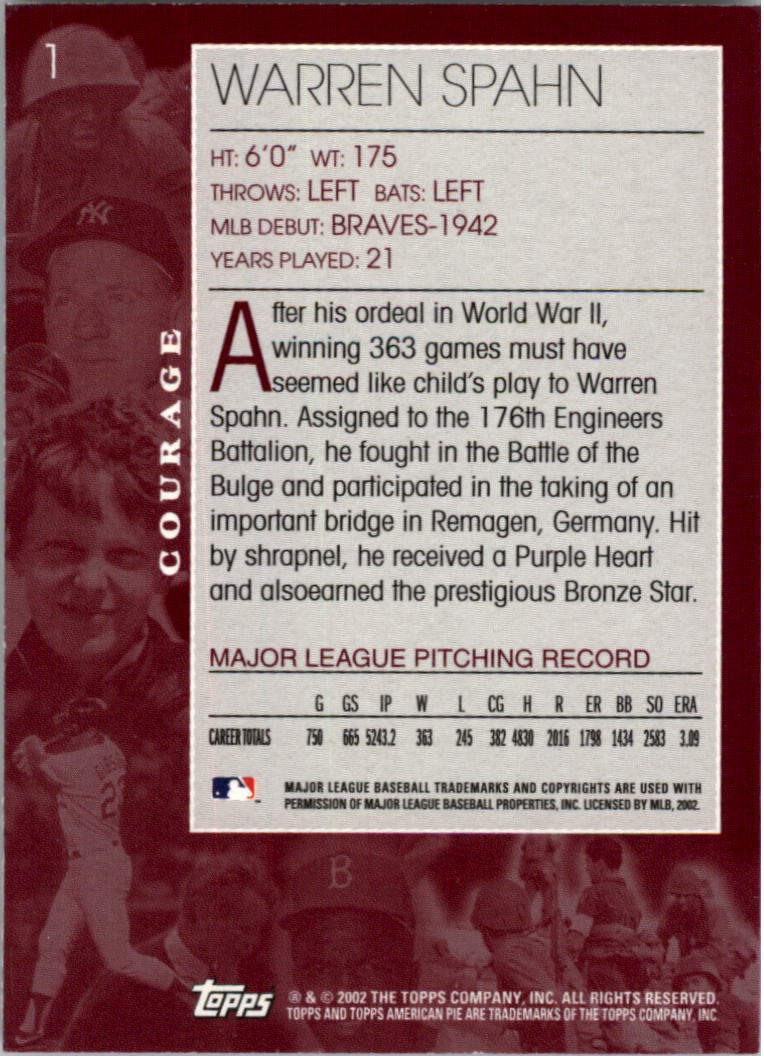 1
WARREN SPAHN
HT: 6'0" WT: 175
THROWS: LEFT BATS: LEFT
MLB DEBUT: BRAVES-1942
YEARS PLAYED: 21
COURAGE
After his ordeal in World War II,
winning 363 games must have
seemed like child's play to Warren
Spahn. Assigned to the 176th Engineers
Battalion, he fought in the Battle of the
Bulge and participated in the taking of an
important bridge in Remagen, Germany. Hit
by shrapnel, he received a Purple Heart
and alsoearned the prestigious Bronze Star.
MAJOR LEAGUE PITCHING RECORD
G GS IP W L CG H R ER BB SO ERA
CAREER TOTALS 750 665 5243.2 363 245 382 4830 2016 1798 1434 2583 3.09
MAJOR LEAGUE BASEBALL TRADEMARKS AND COPYRIGHTS ARE USED WITH
PERMISSION OF MAJOR LEAGUE BASEBALL PROPERTIES, INC. LICENSED BY MLB, 2002.
NY
B
TOPPS ® & © 2002 THE TOPPS COMPANY, INC. ALL RIGHTS RESERVED.
TOPPS AND TOPPS AMERICAN PIE ARE TRADEMARKS OF THE TOPPS COMPANY, INC.